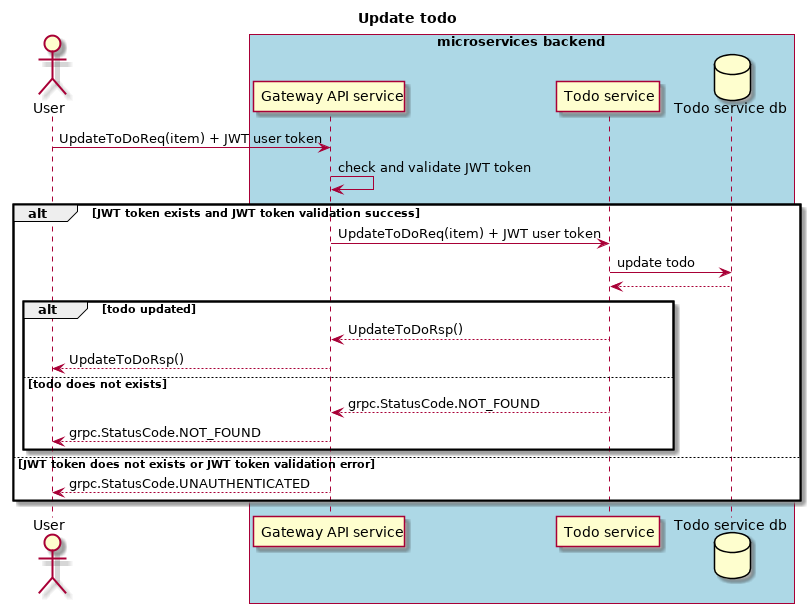 Update todo
microservices backend
User
Gateway API service
Todo service
Todo service db
UpdateToDoReq(item) + JWT user token
check and validate JWT token
alt
[JWT token exists and JWT token validation success]
UpdateToDoReq(item) + JWT user token
update todo
alt
[todo updated]
UpdateToDoRsp()
UpdateToDoRsp()
[todo does not exists]
grpc.StatusCode.NOT_FOUND
grpc.StatusCode.NOT_FOUND
[JWT token does not exists or JWT token validation error]
grpc.StatusCode.UNAUTHENTICATED
User
Gateway API service
Todo service
Todo service db